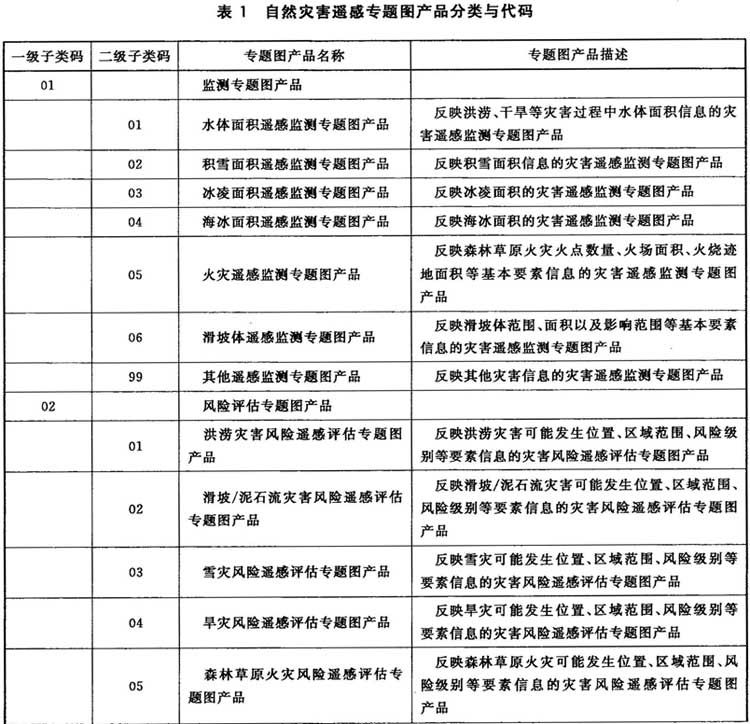 表 1 自然灾害遥感专题图产品分类与代码
一级子类码 二级子类码 专题图产品名称 专题图产品描述
01 监测专题图产品
01 水体面积遥感监测专题图产品 反映洪涝、干旱等灾害过程中水体面积信息的灾
害遥感监测专题图产品
02 积雪面积遥感监测专题图产品 反映积雪面积信息的灾害遥感监测专题图产品
03 冰凌面积遥感监测专题图产品 反映冰凌面积的灾害遥感监测专题图产品
04 海冰面积遥感监测专题图产品 反映海冰面积的灾害遥感监测专题图产品
05 火灾遥感监测专题图产品 反映森林草原火灾火点数量、火场面积、火烧迹
地面积等基本要素信息的灾害遥感监测专题图
产品
06 滑坡体遥感监测专题图产品 反映滑坡体范围、面积以及影响范围等基本要素
信息的灾害遥感监测专题图产品
99 其他遥感监测专题图产品 反映其他灾害信息的灾害遥感监测专题图产品
02 风险评估专题图产品
01 洪涝灾害风险遥感评估专题图
产品 反映洪涝灾害可能发生位置、区域范围、风险级
别等要素信息的灾害风险遥感评估专题图产品
02 滑坡/泥石流灾害风险遥感评估
专题图产品 反映滑坡/泥石流灾害可能发生位置、区域范围、
风险级别等要素信息的灾害风险遥感评估专题图
产品
03 雪灾风险遥感评估专题图产品 反映雪灾可能发生位置、区域范围、风险级别等
要素信息的灾害风险遥感评估专题图产品
04 旱灾风险遥感评估专题图产品 反映旱灾可能发生位置、区域范围、风险级别等
要素信息的灾害风险遥感评估专题图产品
05 森林草原火灾风险遥感评估专
题图产品 反映森林草原火灾可能发生位置、区域范围、风
险级别等要素信息的灾害风险遥感评估专题图
产品